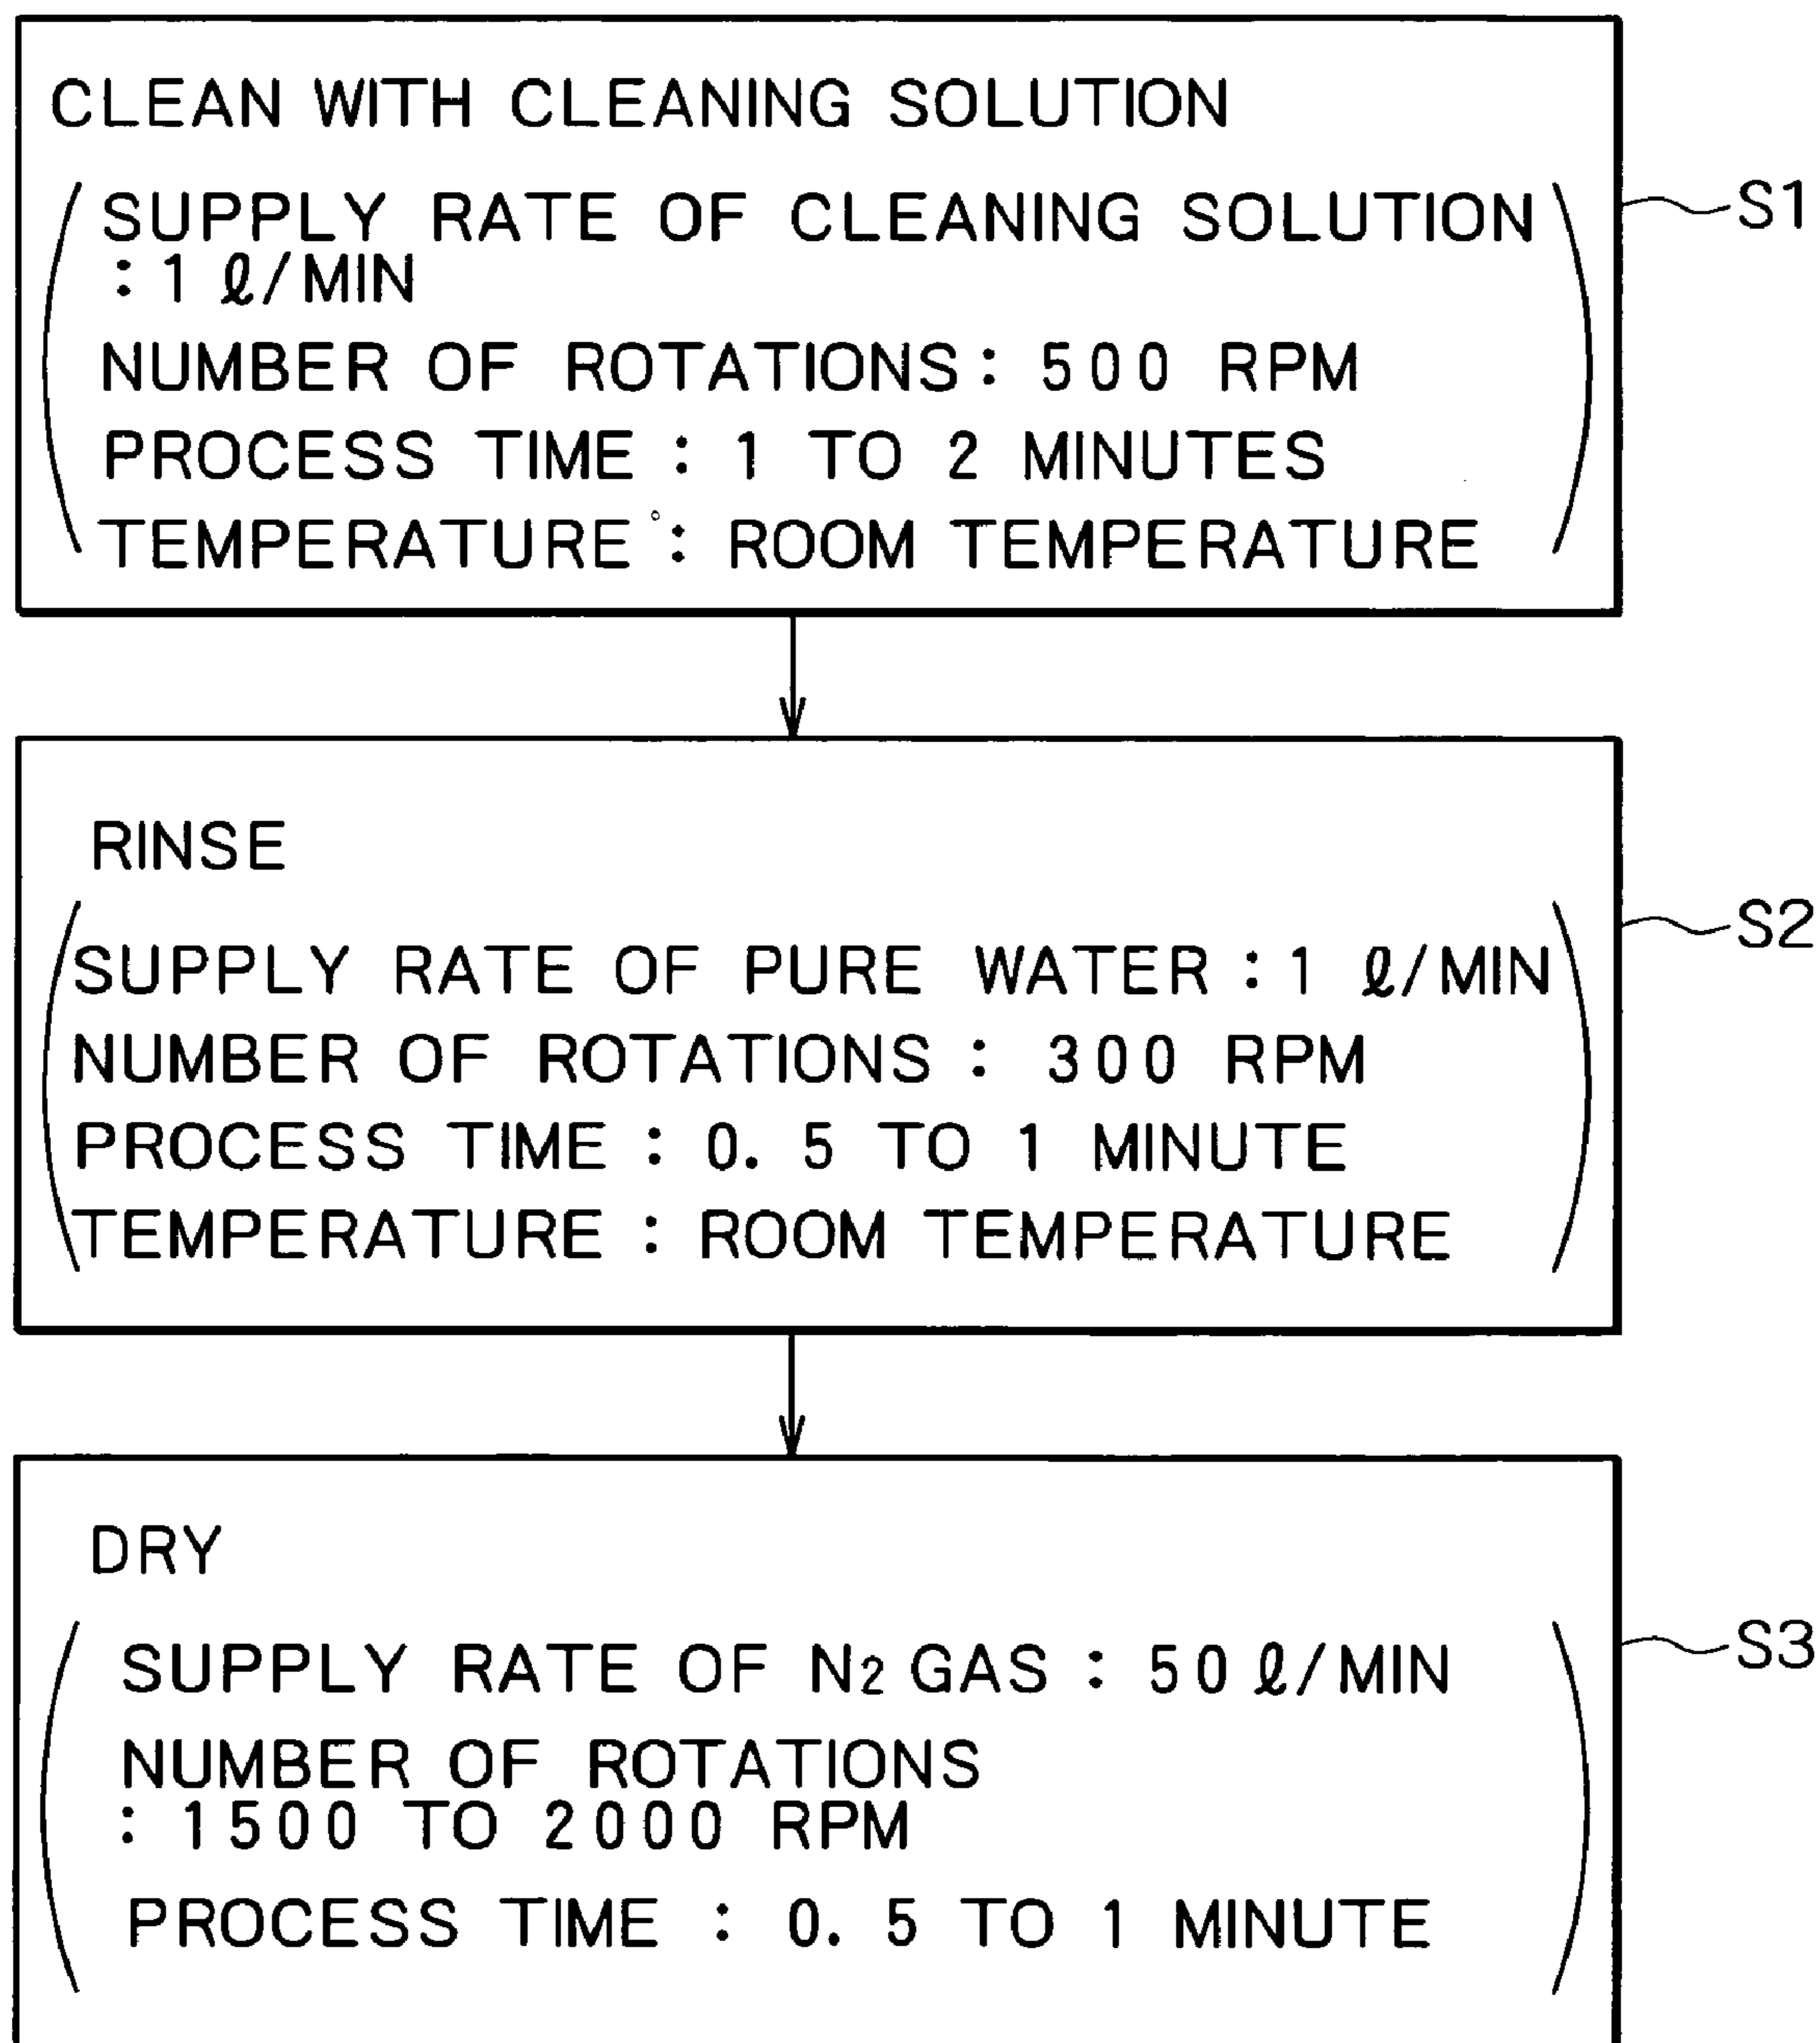 CLEAN WITH CLEANING SOLUTION
SUPPLY RATE OF CLEANING SOLUTION
: 1 ℓ/MIN
NUMBER OF ROTATIONS : 500 RPM
PROCESS TIME : 1 TO 2 MINUTES
TEMPERATURE : ROOM TEMPERATURE
S1
RINSE
SUPPLY RATE OF PURE WATER : 1 ℓ/MIN
NUMBER OF ROTATIONS : 300 RPM
PROCESS TIME : 0.5 TO 1 MINUTE
TEMPERATURE : ROOM TEMPERATURE
S2
DRY
SUPPLY RATE OF N2 GAS : 50 ℓ/MIN
NUMBER OF ROTATIONS
: 1500 TO 2000 RPM
PROCESS TIME : 0.5 TO 1 MINUTE
S3